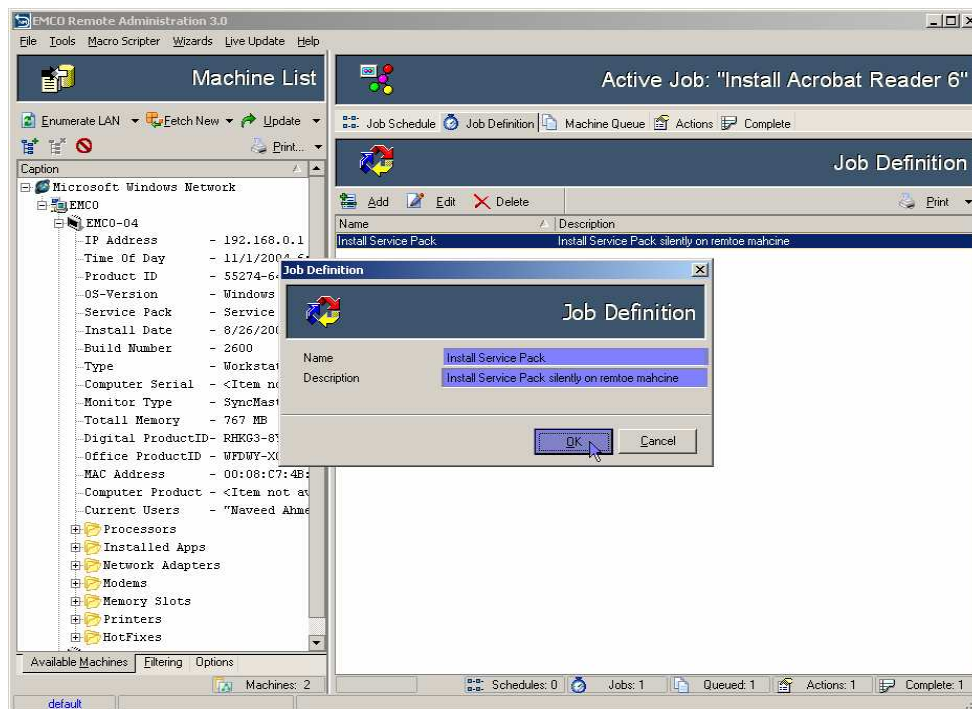 EMCO Remote Administration 3.0
File Tools Macro Scripter Wizards Live Update Help
Machine List
Active Job: "Install Acrobat Reader 6"
Enumerate LAN Fetch New Update
Job Schedule Job Definition Machine Queue Actions Complete
Print...
Job Definition
Caption
Add Edit Delete Print
Name Description
Install Service Pack Install Service Pack silently on remtoe mahcine
Microsoft Windows Network
EMCO
EMCO-04
IP Address - 192.168.0.1
Time Of Day - 11/1/2004 6:
Product ID - 55274-64
OS-Version - Windows
Service Pack - Service
Install Date - 8/26/200
Build Number - 2600
Type - Workstat
Computer Serial - <Item no
Monitor Type - SyncMast
Totall Memory - 767 MB
Digital ProductID- RHKG3-8
Office ProductID - WFDWY-X
MAC Address - 00:08:C7:4B:
Computer Product - <Item not av
Current Users - "Naveed Ahme
Processors
Installed Apps
Network Adapters
Modems
Memory Slots
Printers
HotFixes
Job Definition
Job Definition
Name Install Service Pack
Description Install Service Pack silently on remtoe mahcine
OK Cancel
Available Machines Filtering Options
Machines: 2
Schedules: 0 Jobs: 1 Queued: 1 Actions: 1 Complete: 1
default